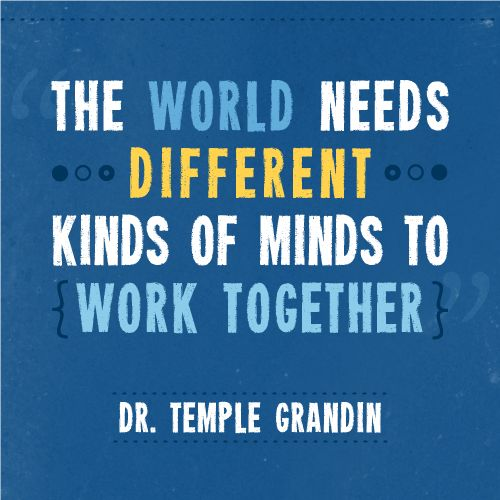 “THE WORLD NEEDS
DIFFERENT
KINDS OF MINDS TO
{WORK TOGETHER}”
DR. TEMPLE GRANDIN